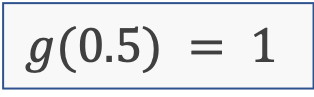 g(0.5) = 1